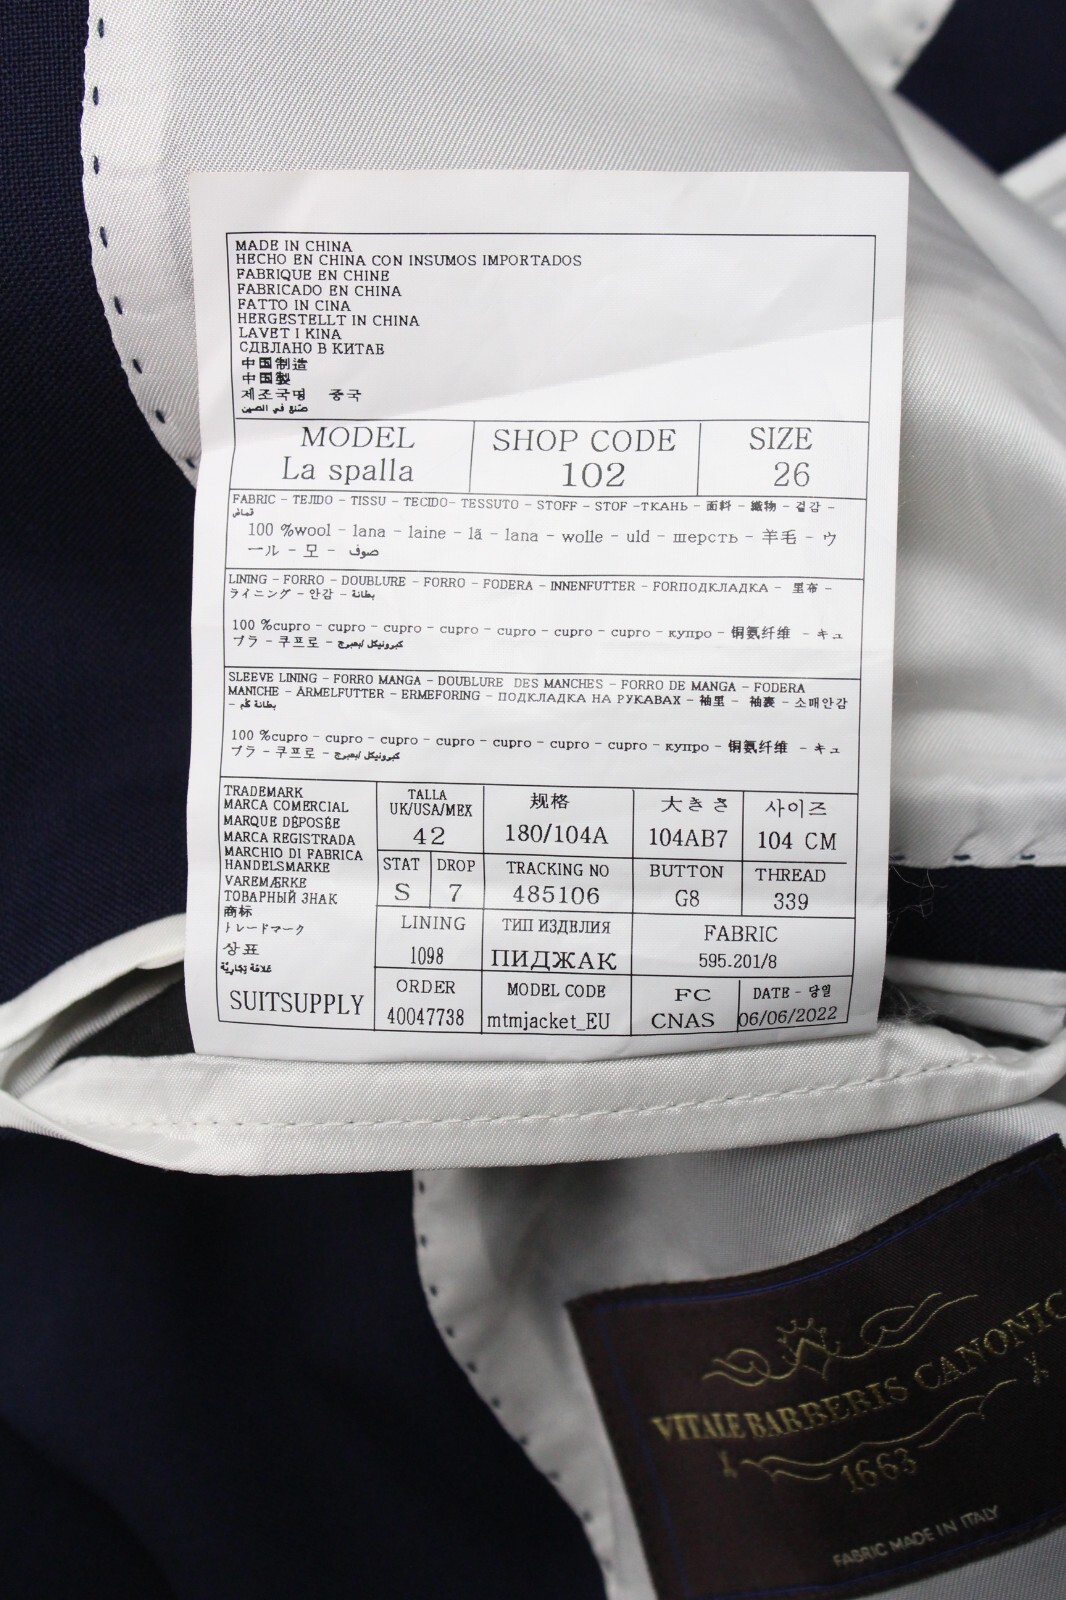 MADE IN CHINA
HECHO EN CHINA CON INSUMOS IMPORTADOS
FABRIQUE EN CHINE
FABRICADO EN CHINA
FATTO IN CINA
HERGESTELLT IN CHINA
LAVET I KINA
СДЕЛАНО В КИТАЕ
中国制造
中国製
제조국명 중국
صنع في الصين
MODEL
La spalla
SHOP CODE
102
SIZE
26
FABRIC - TEJIDO - TISSU - TECIDO- TESSUTO - STOFF - STOF -ТКАНЬ - 面料 - 織物 - 겉감 -
قماش
100 %wool - lana - laine - lã - lana - wolle - uld - шерсть - 羊毛 - ウ
ール - 모 - صوف
LINING - FORRO - DOUBLURE - FORRO - FODERA - INNENFUTTER - FORПОДКЛАДКА - 里布 -
ライニング - 안감 - بطانة
100 %cupro - cupro - cupro - cupro - cupro - cupro - cupro - купро - 铜氨纤维 - キュ
プラ - 쿠프로 - كبرونيكل /بمبرج
SLEEVE LINING - FORRO MANGA - DOUBLURE DES MANCHES - FORRO DE MANGA - FODERA
MANICHE - ÄRMELFUTTER - ERMEFORING - ПОДКЛАДКА НА РУКАВАХ - 袖里 - 袖裏 - 소매안감
- بطانة كم
100 %cupro - cupro - cupro - cupro - cupro - cupro - cupro - купро - 铜氨纤维 - キュ
プラ - 쿠프로 - كبرونيكل /بمبرج
TRADEMARK
MARCA COMERCIAL
MARQUE DÉPOSÉE
MARCA REGISTRADA
MARCHIO DI FABRICA
HANDELSMARKE
VAREMÆRKE
ТОВАРНЫЙ ЗНАК
商标
トレードマーク
상표
علاقة تجارية
SUITSUPPLY
TALLA
UK/USA/MEX
42
规格
180/104A
大きさ
104AB7
사이즈
104 CM
STAT
S
DROP
7
TRACKING NO
485106
BUTTON
G8
THREAD
339
LINING
1098
ТИП ИЗДЕЛИЯ
ПИДЖАК
FABRIC
595.201/8
ORDER
40047738
MODEL CODE
mtmjacket_EU
FC
CNAS
DATE - 당일
06/06/2022
VITALE BARBERIS CANONIC
1663
FABRIC MADE IN ITALY